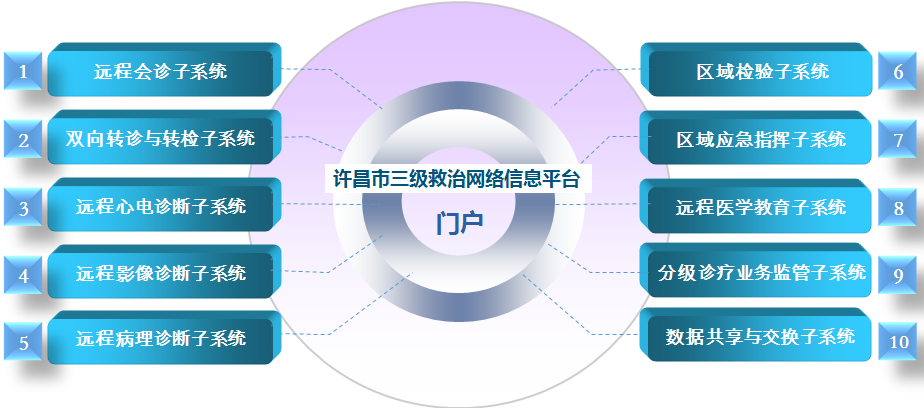 1
远程会诊子系统
2
双向转诊与转检子系统
3
远程心电诊断子系统
4
远程影像诊断子系统
5
远程病理诊断子系统
许昌市三级救治网络信息平台
门户
区域检验子系统
6
区域应急指挥子系统
7
远程医学教育子系统
8
分级诊疗业务监管子系统
9
数据共享与交换子系统
10